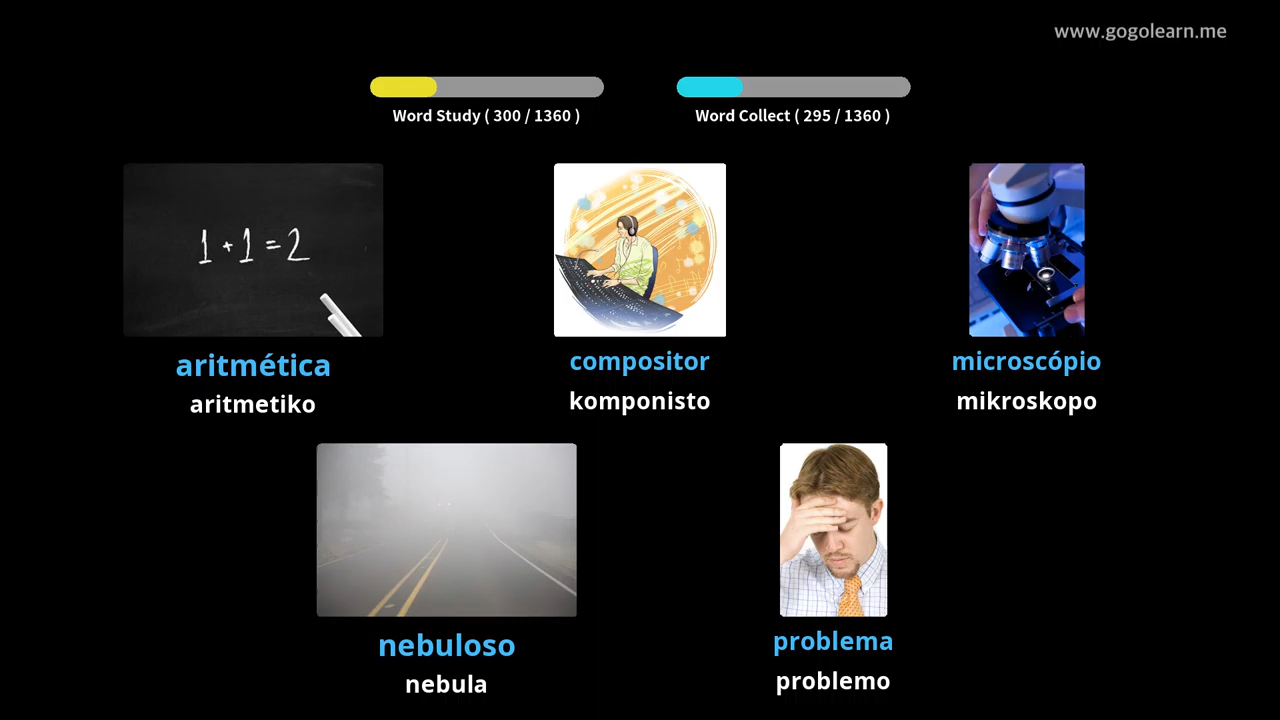 www.gogolearn.me
Word Study ( 300 / 1360 )
Word Collect ( 295 / 1360 )
1 + 1 = 2
aritmética
aritmetiko
compositor
komponisto
microscópio
mikroskopo
nebuloso
nebula
problema
problemo